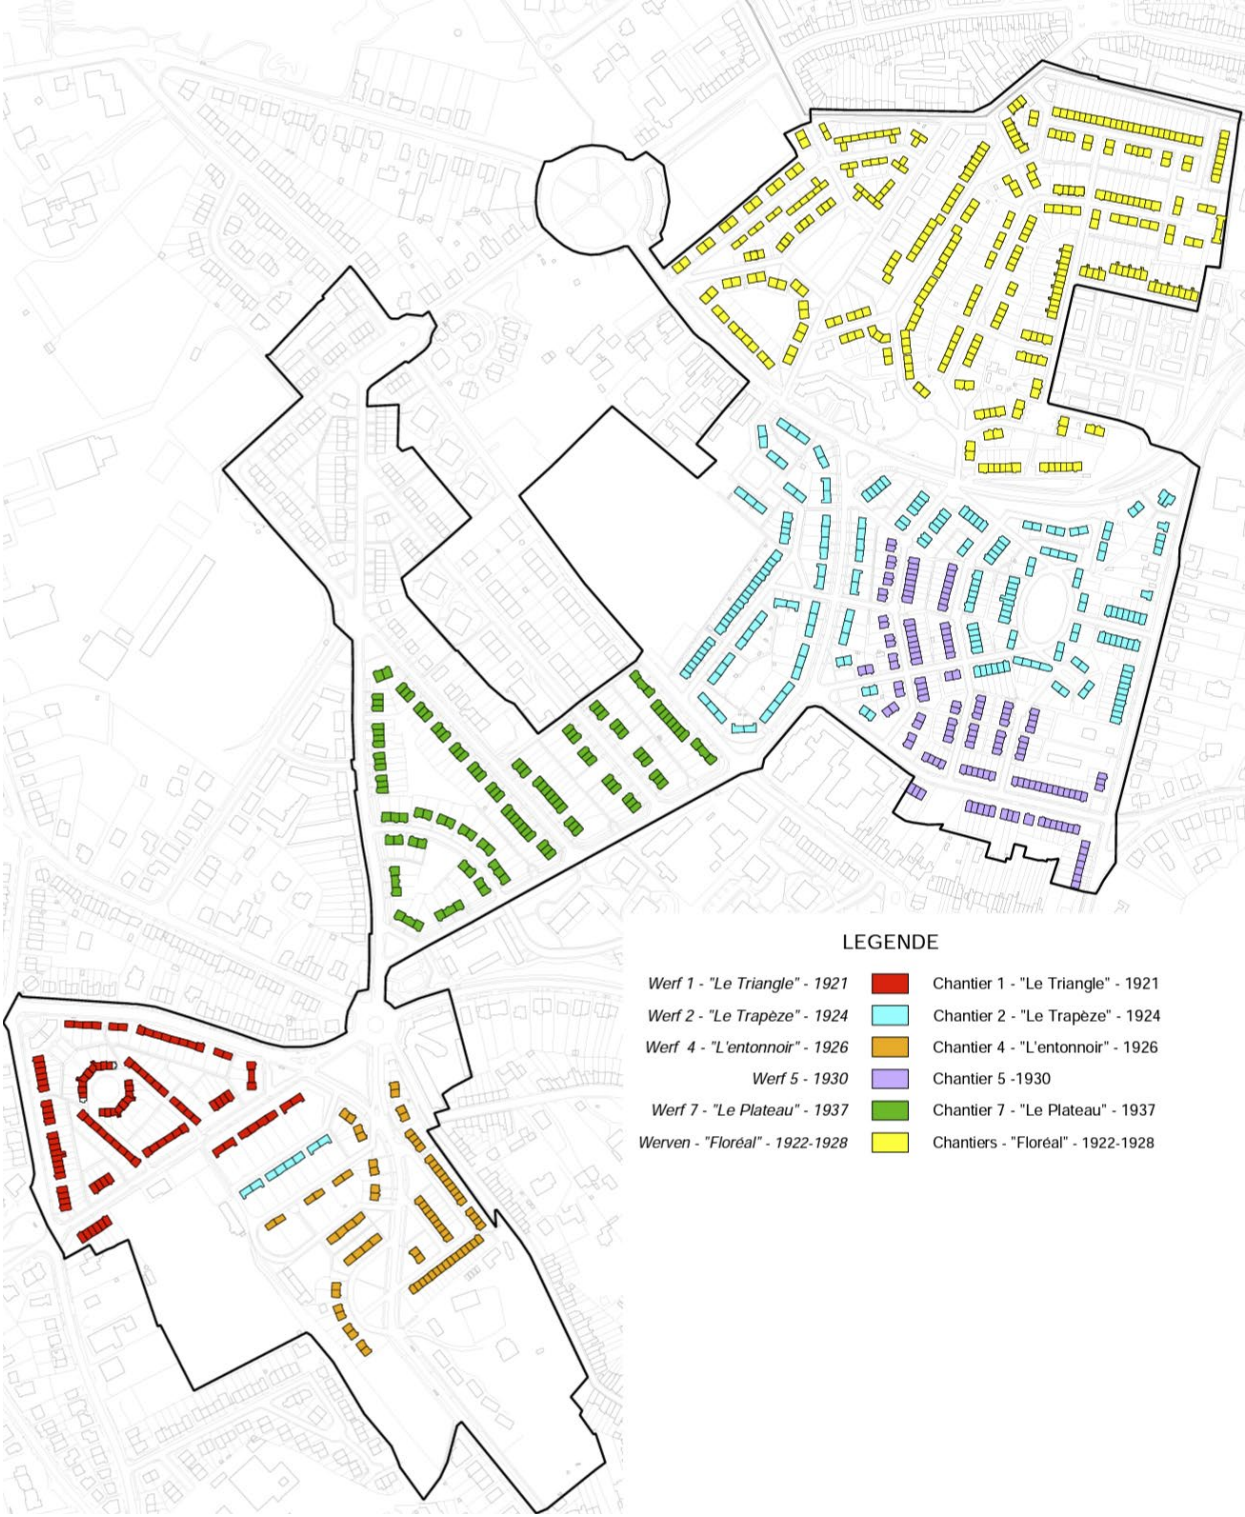 LEGENDE
Werf 1 - "Le Triangle" - 1921 Chantier 1 - "Le Triangle" - 1921
Werf 2 - "Le Trapèze" - 1924 Chantier 2 - "Le Trapèze" - 1924
Werf 4 - "L'entonnoir" - 1926 Chantier 4 - "L'entonnoir" - 1926
Werf 5 - 1930 Chantier 5 -1930
Werf 7 - "Le Plateau" - 1937 Chantier 7 - "Le Plateau" - 1937
Werven - "Floréal" - 1922-1928 Chantiers - "Floréal" - 1922-1928